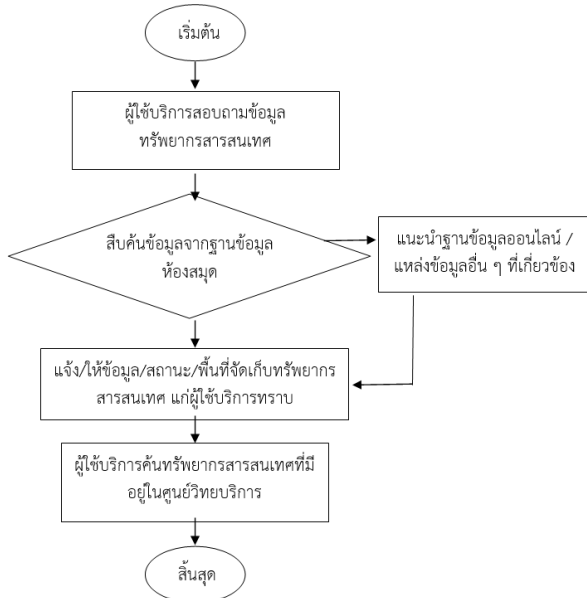 เริ่มต้น
ผู้ใช้บริการสอบถามข้อมูล
ทรัพยากรสารสนเทศ
สืบค้นข้อมูลจากฐานข้อมูล
ห้องสมุด
แนะนำฐานข้อมูลออนไลน์ /
แหล่งข้อมูลอื่น ๆ ที่เกี่ยวข้อง
แจ้ง/ให้ข้อมูล/สถานะ/พื้นที่จัดเก็บทรัพยากร
สารสนเทศ แก่ผู้ใช้บริการทราบ
ผู้ใช้บริการค้นทรัพยากรสารสนเทศที่มี
อยู่ในศูนย์วิทยบริการ
สิ้นสุด